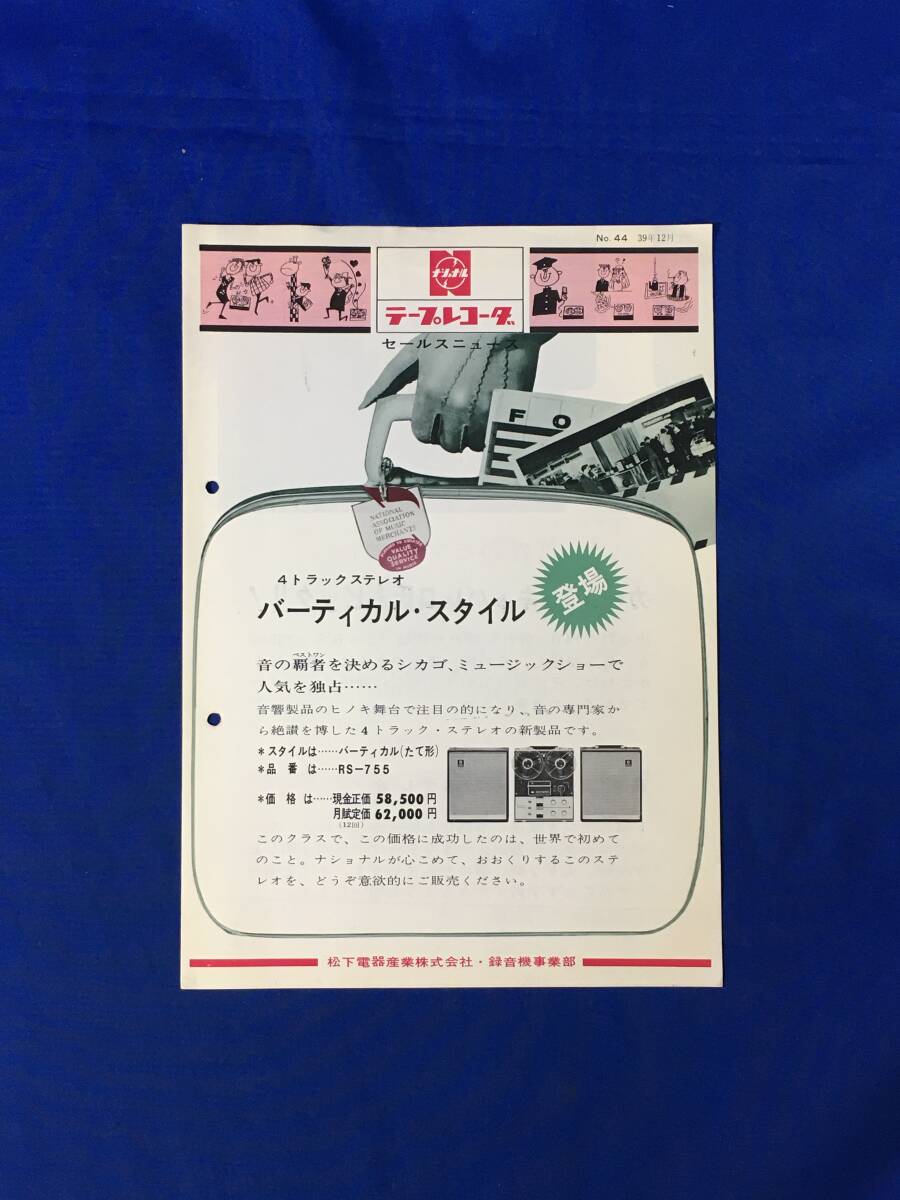 No. 44 39年12月
ナショナル
テープレコーダ
セールスニュース
FO
NATIONAL
ASSOCIATION
OF MUSIC
MERCHANTS
VALUE
QUALITY
SERVICE
IN MUSIC
4トラックステレオ
バーティカル・スタイル
登場
ベストワン
音の覇者を決めるシカゴ、ミュージックショーで
人気を独占……
音響製品のヒノキ舞台で注目の的になり、音の専門家か
ら絶讃を博した4トラック・ステレオの新製品です。
*スタイルは……バーティカル(たて形)
*品番は……RS-755
*価格は……現金正価 58,500円
月賦定価 62,000円
(12回)
このクラスで、この価格に成功したのは、世界で初めて
のこと。ナショナルが心こめて、おおくりするこのステ
レオを、どうぞ意欲的にご販売ください。
松下電器産業株式会社・録音機事業部